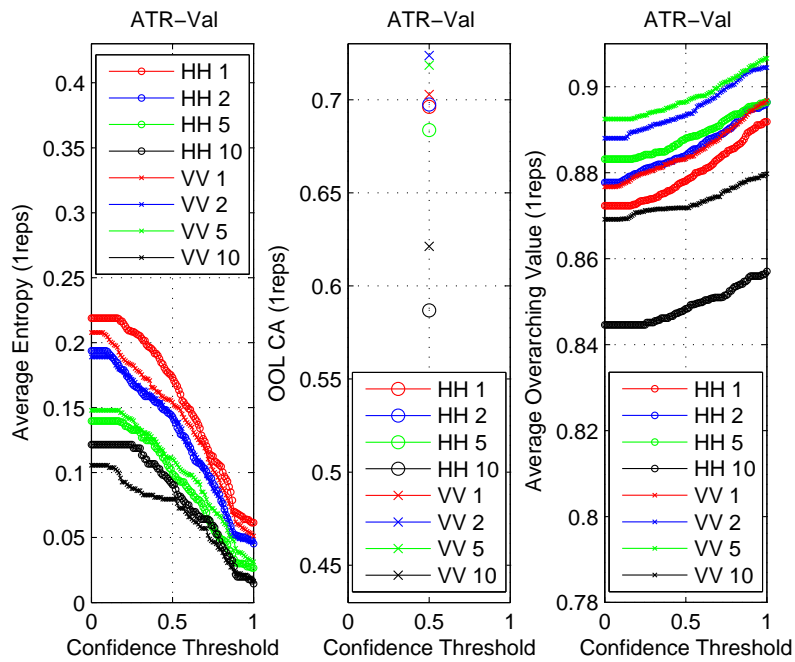 ATR−Val
0.4
0.35
0.3
0.25
0.2
0.15
0.1
0.05
0
0
0.5
1
Average Entropy (1reps)
Confidence Threshold
HH 1
HH 2
HH 5
HH 10
VV 1
VV 2
VV 5
VV 10
ATR−Val
0.7
0.65
0.6
0.55
0.5
0.45
0
0.5
1
OOL CA (1reps)
Confidence Threshold
HH 1
HH 2
HH 5
HH 10
VV 1
VV 2
VV 5
VV 10
ATR−Val
0.9
0.88
0.86
0.84
0.82
0.8
0.78
0
0.5
1
Average Overarching Value (1reps)
Confidence Threshold
HH 1
HH 2
HH 5
HH 10
VV 1
VV 2
VV 5
VV 10